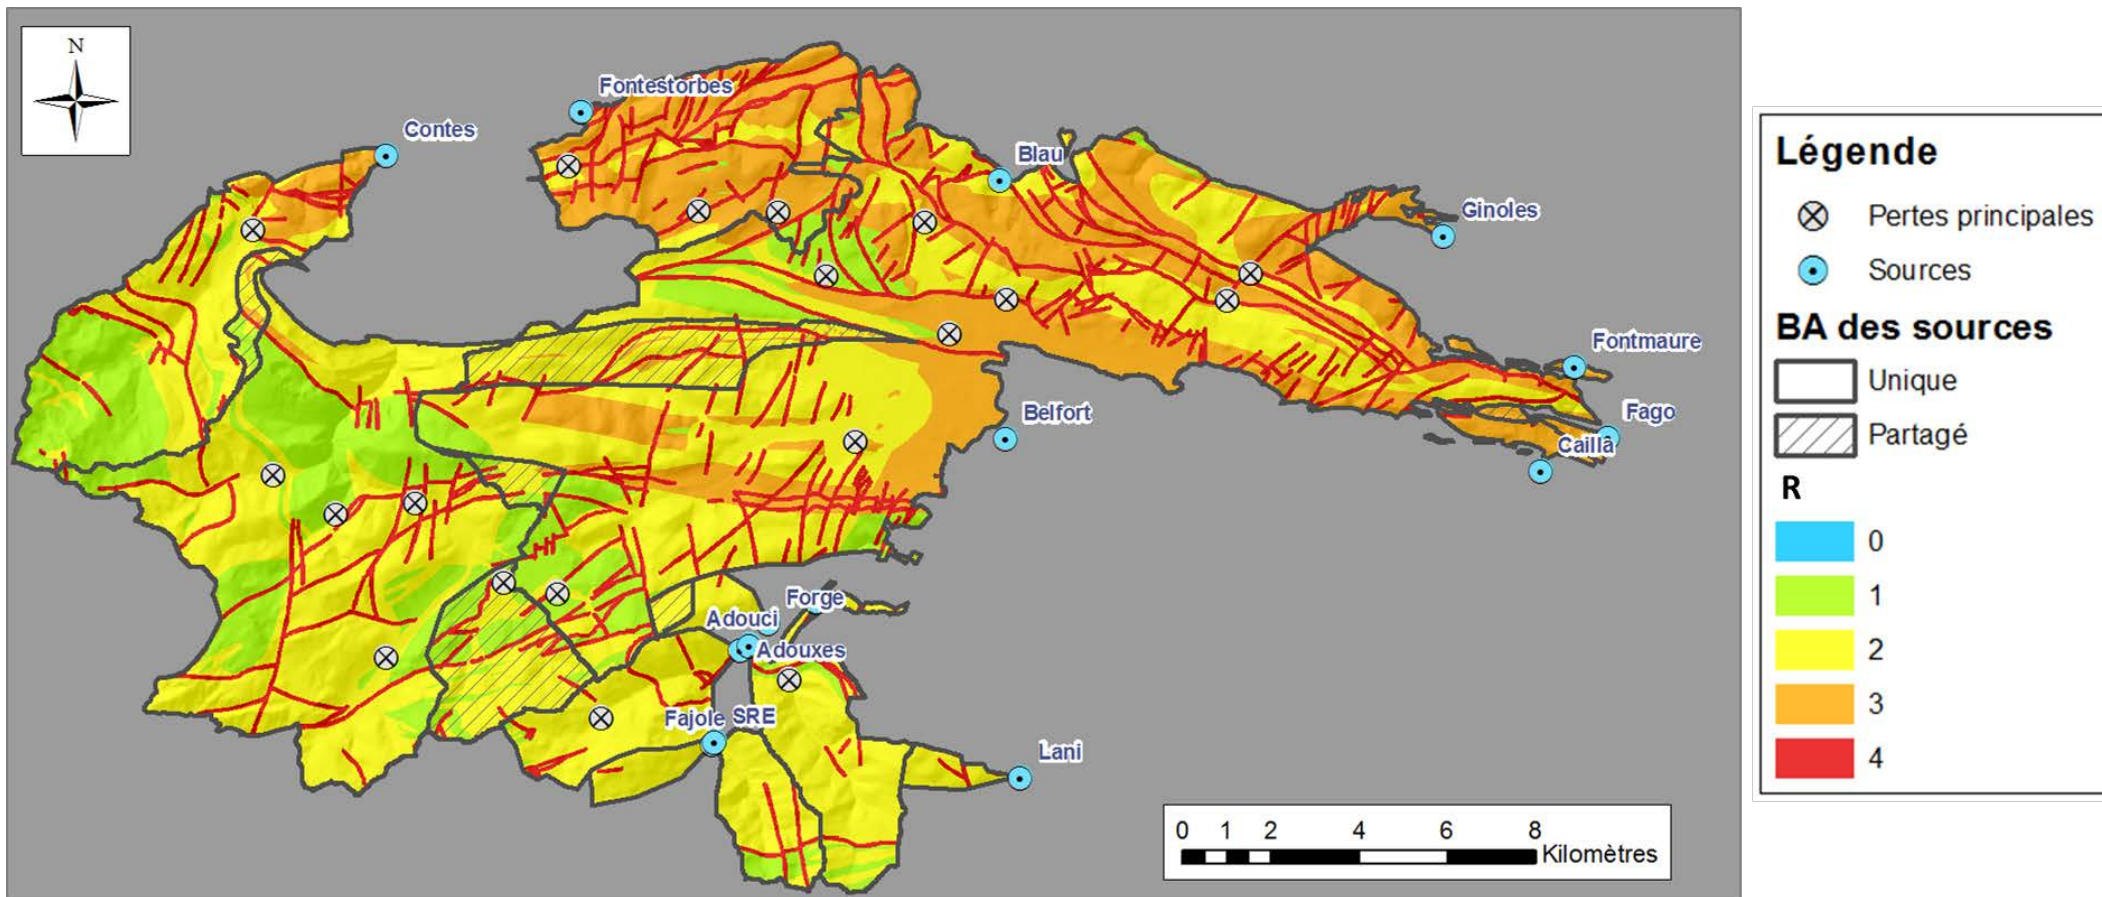 N
Fontestorbes
Contes
Blau
Ginoles
Fontmaure
Belfort
Fago
Caillà
Forge
Adouci
Adouxes
Fajole SRE
Lani
0 1 2 4 6 8
Kilomètres
Légende
Pertes principales
Sources
BA des sources
Unique
Partagé
R
0
1
2
3
4